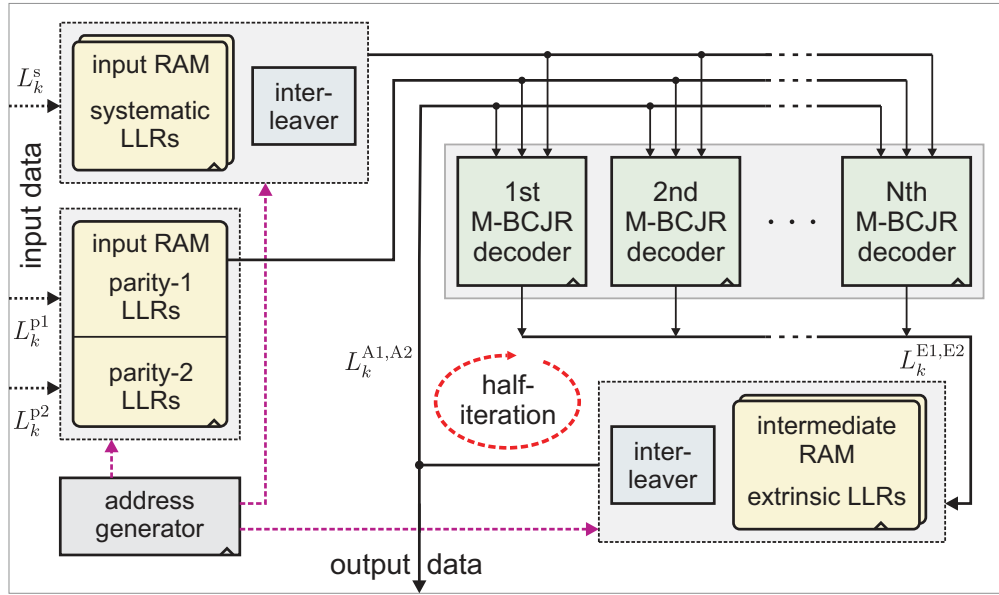 input RAM
systematic
LLRs
inter-
leaver
L_k^s
input data
input RAM
parity-1
LLRs
parity-2
LLRs
L_k^p1
L_k^p2
address
generator
1st
M-BCJR
decoder
2nd
M-BCJR
decoder
· · ·
Nth
M-BCJR
decoder
L_k^A1,A2
half-
iteration
L_k^E1,E2
inter-
leaver
intermediate
RAM
extrinsic LLRs
output data